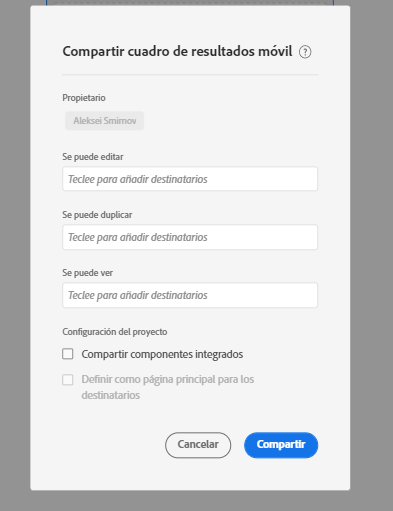 Compartir cuadro de resultados móvil ?
Propietario
Aleksei Smirnov
Se puede editar
Teclee para añadir destinatarios
Se puede duplicar
Teclee para añadir destinatarios
Se puede ver
Teclee para añadir destinatarios
Configuración del proyecto
Compartir componentes integrados
Definir como página principal para los
destinatarios
Cancelar Compartir